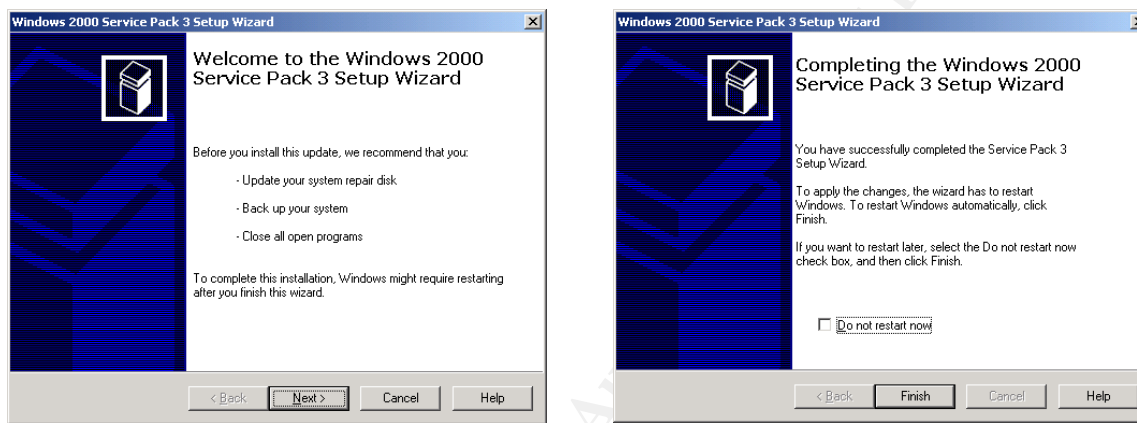 Windows 2000 Service Pack 3 Setup Wizard
Welcome to the Windows 2000
Service Pack 3 Setup Wizard
Before you install this update, we recommend that you:
- Update your system repair disk
- Back up your system
- Close all open programs
To complete this installation, Windows might require restarting
after you finish this wizard.
< Back
Next >
Cancel
Help
Windows 2000 Service Pack 3 Setup Wizard
Completing the Windows 2000
Service Pack 3 Setup Wizard
You have successfully completed the Service Pack 3
Setup Wizard.
To apply the changes, the wizard has to restart
Windows. To restart Windows automatically, click
Finish.
If you want to restart later, select the Do not restart now
check box, and then click Finish.
Do not restart now
< Back
Finish
Cancel
Help